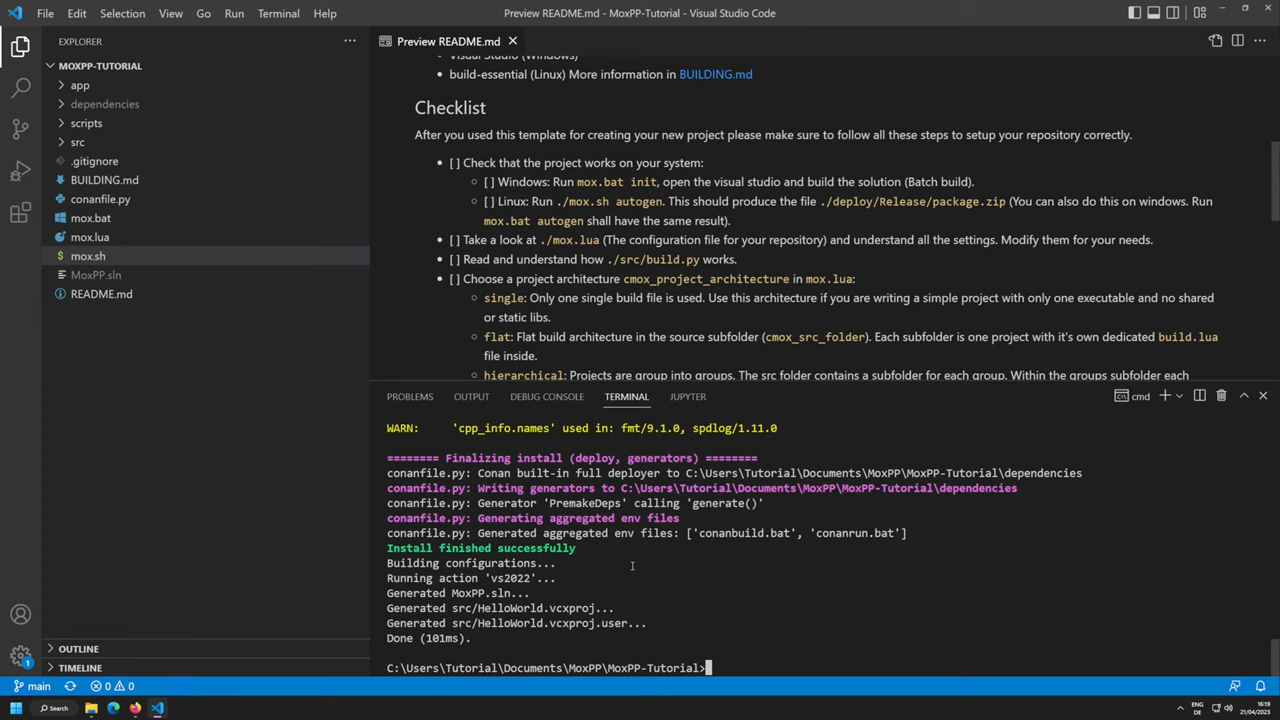 File Edit Selection View Go Run Terminal Help
Preview README.md - MoxPP-Tutorial - Visual Studio Code
EXPLORER
MOXPP-TUTORIAL
app
dependencies
scripts
src
.gitignore
BUILDING.md
conanfile.py
mox.bat
mox.lua
mox.sh
MoxPP.sln
README.md
OUTLINE
TIMELINE
Preview README.md
Visual Studio (Windows)
build-essential (Linux) More information in BUILDING.md
Checklist
After you used this template for creating your new project please make sure to follow all these steps to setup your repository correctly.
[ ] Check that the project works on your system:
[ ] Windows: Run mox.bat init, open the visual studio and build the solution (Batch build).
[ ] Linux: Run ./mox.sh autogen. This should produce the file ./deploy/Release/package.zip (You can also do this on windows. Run
mox.bat autogen shall have the same result).
[ ] Take a look at ./mox.lua (The configuration file for your repository) and understand all the settings. Modify them for your needs.
[ ] Read and understand how ./src/build.py works.
[ ] Choose a project architecture cmox_project_architecture in mox.lua:
single: Only one single build file is used. Use this architecture if you are writing a simple project with only one executable and no shared
or static libs.
flat: Flat build architecture in the source subfolder (cmox_src_folder). Each subfolder is one project with it's own dedicated build.lua
file inside.
hierarchical: Projects are group into groups. The src folder contains a subfolder for each group. Within the groups subfolder each
PROBLEMS OUTPUT DEBUG CONSOLE TERMINAL JUPYTER
cmd
WARN: 'cpp_info.names' used in: fmt/9.1.0, spdlog/1.11.0
======== Finalizing install (deploy, generators) ========
conanfile.py: Conan built-in full deployer to C:\Users\Tutorial\Documents\MoxPP\MoxPP-Tutorial\dependencies
conanfile.py: Writing generators to C:\Users\Tutorial\Documents\MoxPP\MoxPP-Tutorial\dependencies
conanfile.py: Generator 'PremakeDeps' calling 'generate()'
conanfile.py: Generating aggregated env files
conanfile.py: Generated aggregated env files: ['conanbuild.bat', 'conanrun.bat']
Install finished successfully
Building configurations...
Running action 'vs2022'...
Generated MoxPP.sln...
Generated src/HelloWorld.vcxproj...
Generated src/HelloWorld.vcxproj.user...
Done (101ms).
C:\Users\Tutorial\Documents\MoxPP\MoxPP-Tutorial>
1
main 0 0
Search
ENG
DE
16:19
21/04/2023